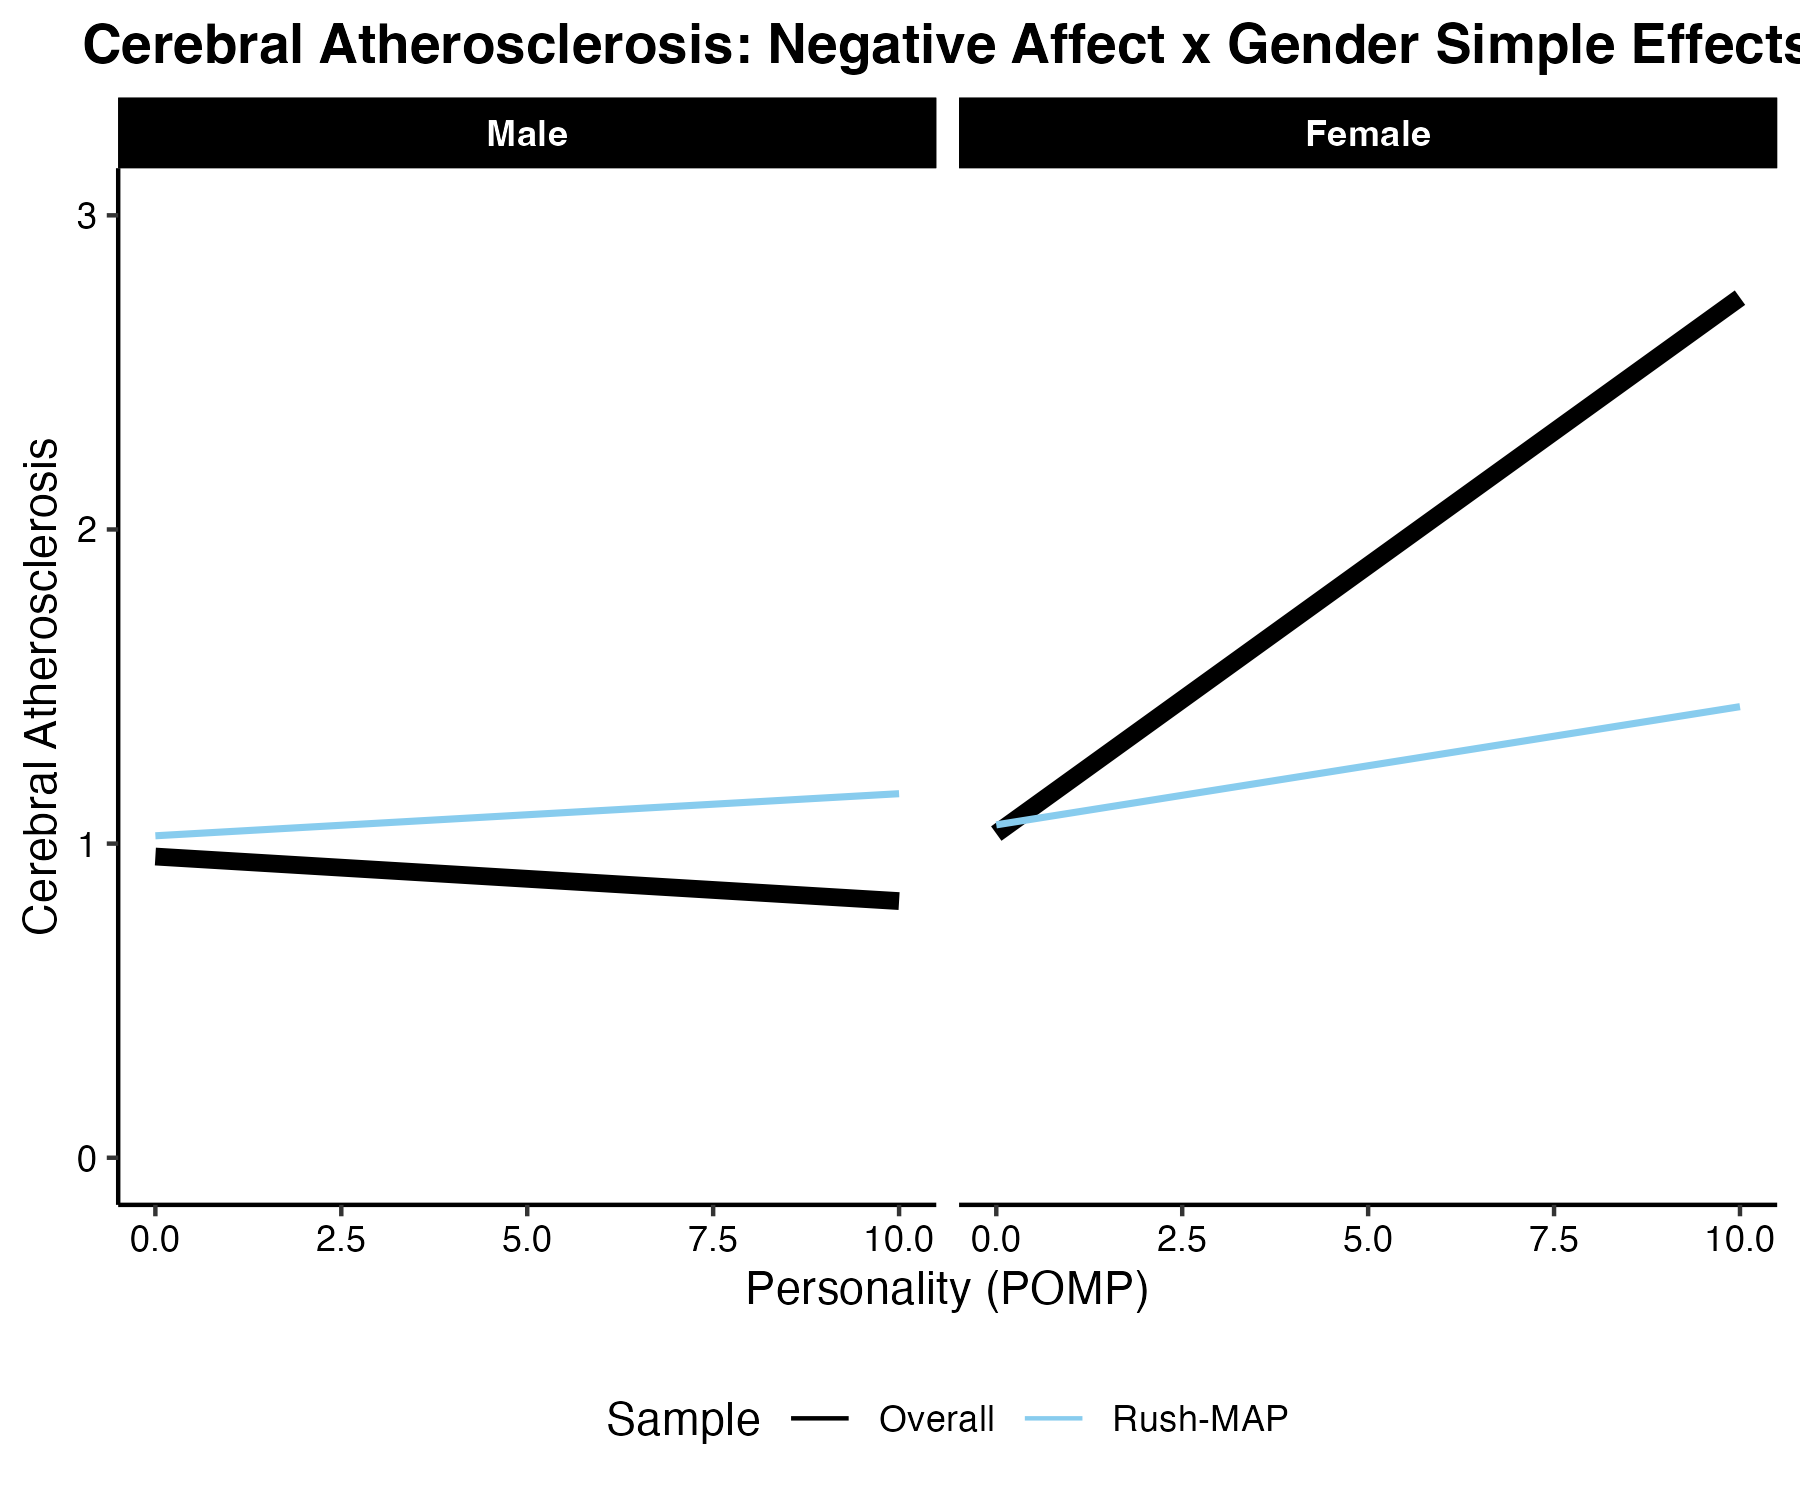 Cerebral Atherosclerosis: Negative Affect x Gender Simple Effects
Male Female
Cerebral Atherosclerosis
3
2
1
0
0.0 2.5 5.0 7.5 10.0 0.0 2.5 5.0 7.5 10.0
Personality (POMP)
Sample Overall Rush-MAP